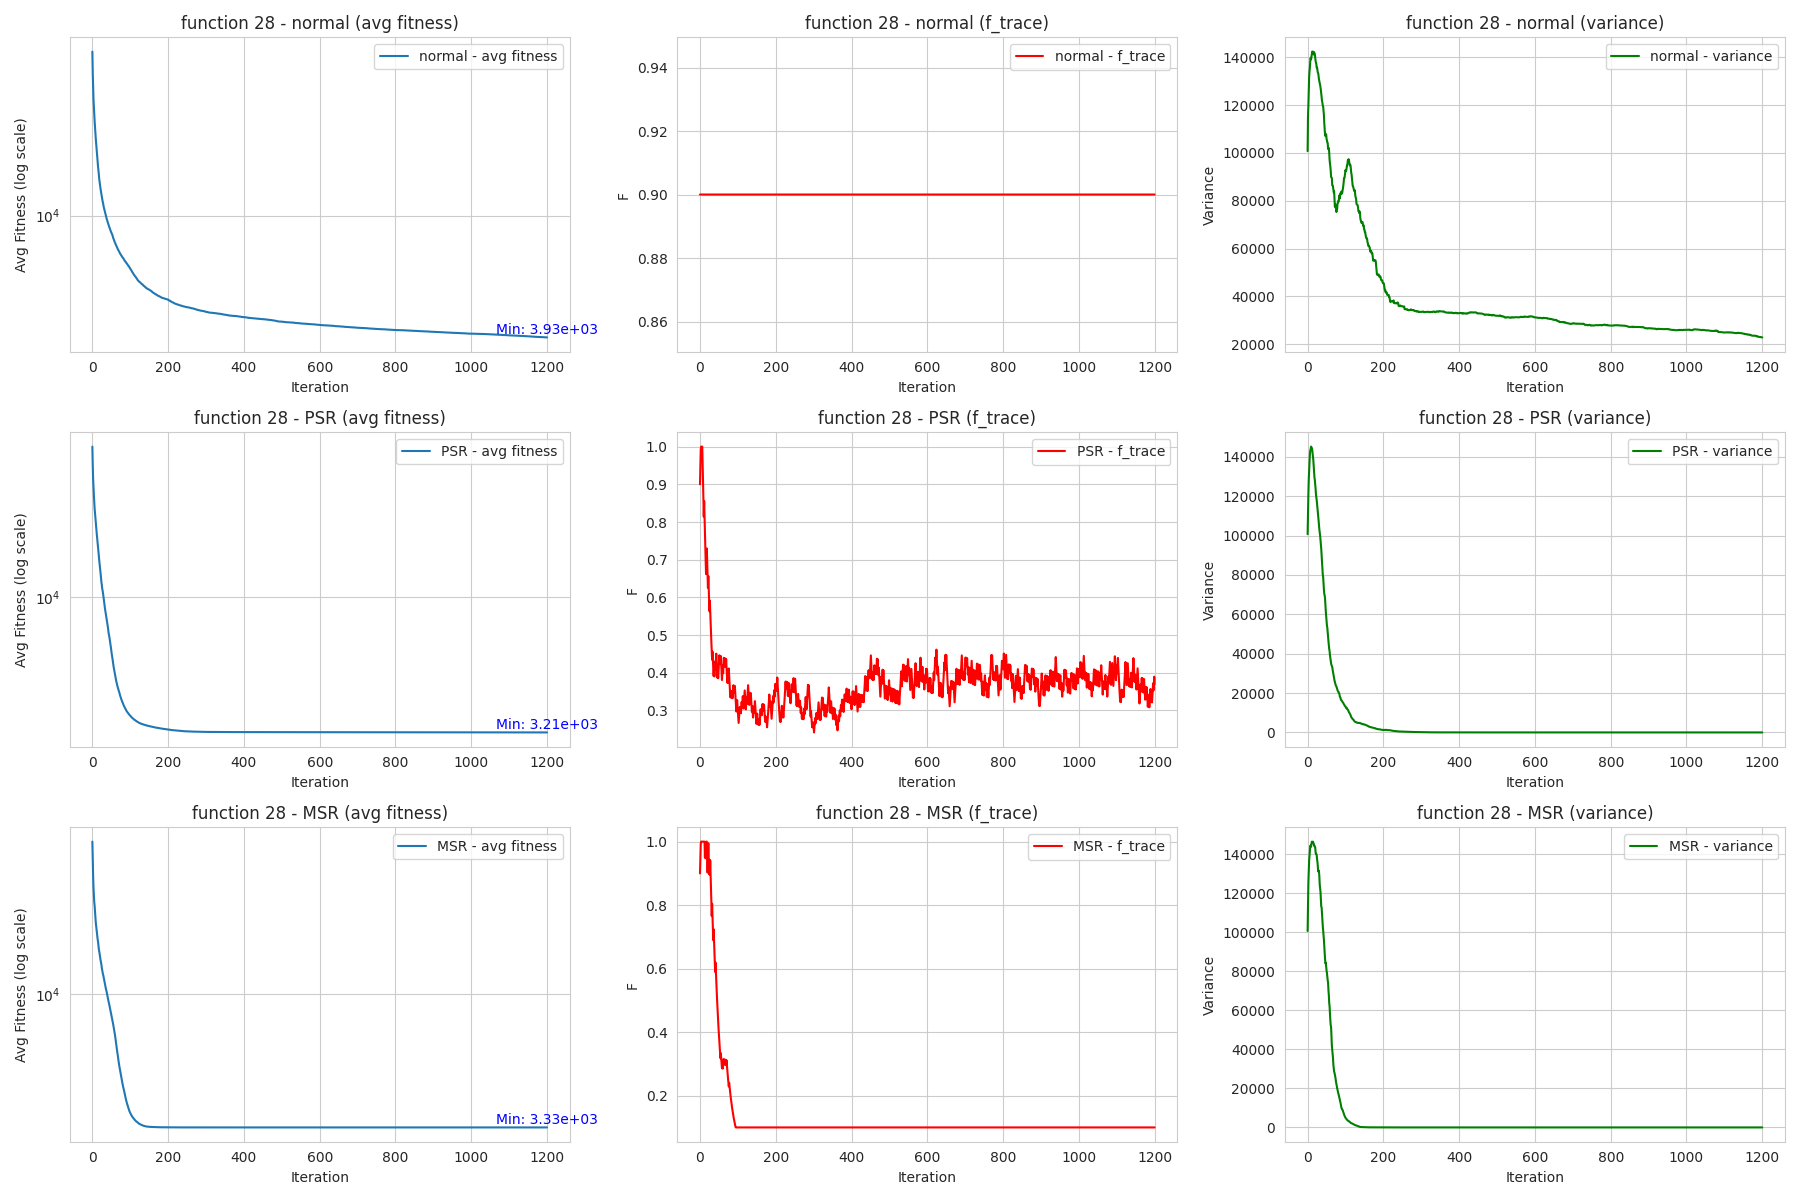 function 28 - normal (avg fitness)
normal - avg fitness
Avg Fitness (log scale)
10^4
Min: 3.93e+03
0 200 400 600 800 1000 1200
Iteration
function 28 - normal (f_trace)
normal - f_trace
F
0.94
0.92
0.90
0.88
0.86
0 200 400 600 800 1000 1200
Iteration
function 28 - normal (variance)
normal - variance
Variance
140000
120000
100000
80000
60000
40000
20000
0 200 400 600 800 1000 1200
Iteration
function 28 - PSR (avg fitness)
PSR - avg fitness
Avg Fitness (log scale)
10^4
Min: 3.21e+03
0 200 400 600 800 1000 1200
Iteration
function 28 - PSR (f_trace)
PSR - f_trace
F
1.0
0.9
0.8
0.7
0.6
0.5
0.4
0.3
0 200 400 600 800 1000 1200
Iteration
function 28 - PSR (variance)
PSR - variance
Variance
140000
120000
100000
80000
60000
40000
20000
0
0 200 400 600 800 1000 1200
Iteration
function 28 - MSR (avg fitness)
MSR - avg fitness
Avg Fitness (log scale)
10^4
Min: 3.33e+03
0 200 400 600 800 1000 1200
Iteration
function 28 - MSR (f_trace)
MSR - f_trace
F
1.0
0.8
0.6
0.4
0.2
0 200 400 600 800 1000 1200
Iteration
function 28 - MSR (variance)
MSR - variance
Variance
140000
120000
100000
80000
60000
40000
20000
0
0 200 400 600 800 1000 1200
Iteration